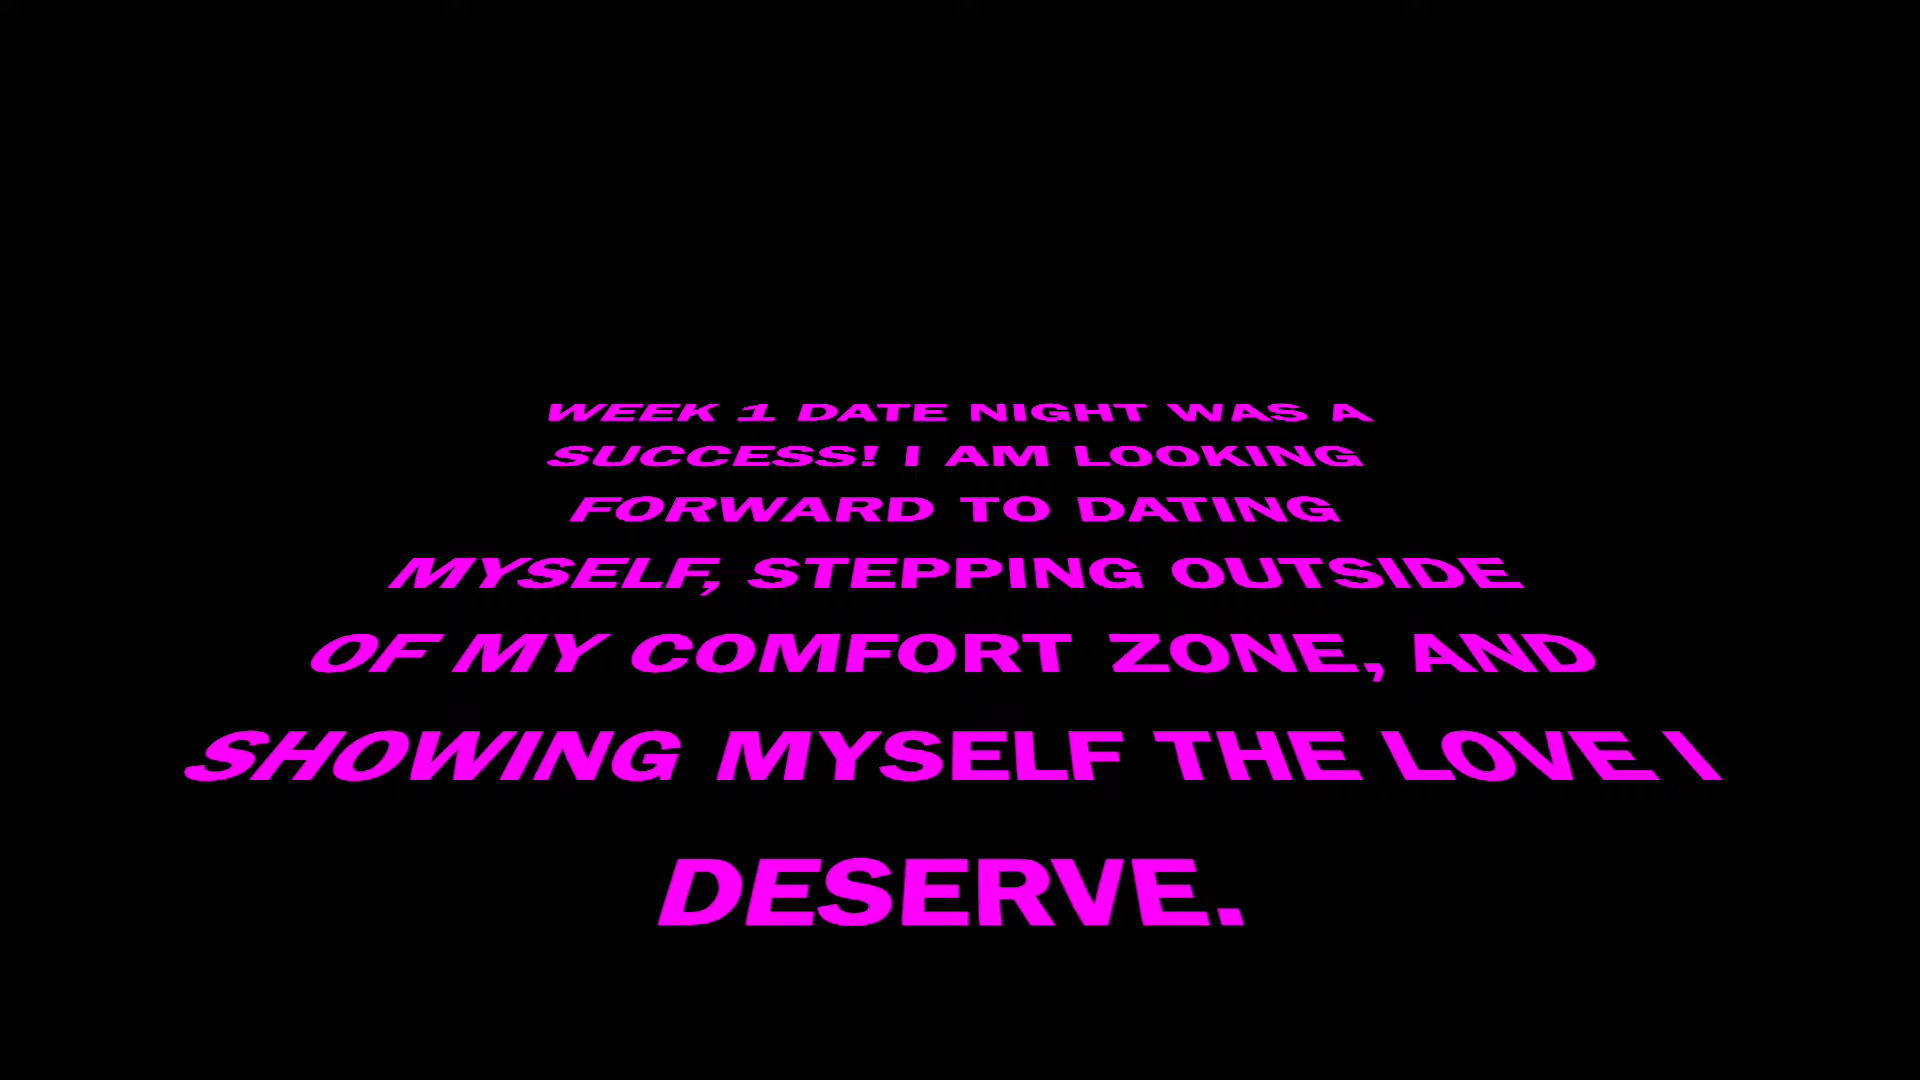 WEEK 1 DATE NIGHT WAS A
SUCCESS! I AM LOOKING
FORWARD TO DATING
MYSELF, STEPPING OUTSIDE
OF MY COMFORT ZONE, AND
SHOWING MYSELF THE LOVE I
DESERVE.